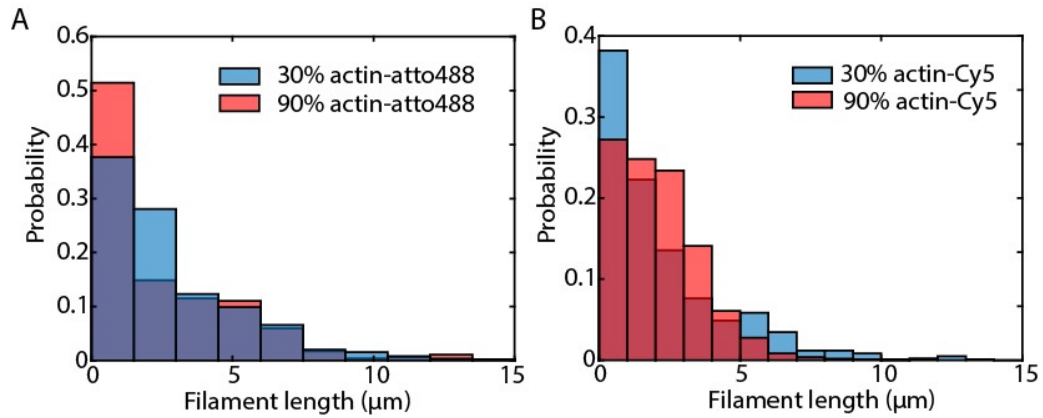 A
0.6
0.5
0.4
0.3
0.2
0.1
0
Probability
30% actin-atto488
90% actin-atto488
0 5 10 15
Filament length (μm)
B
0.4
0.3
0.2
0.1
0
Probability
30% actin-Cy5
90% actin-Cy5
0 5 10 15
Filament length (μm)